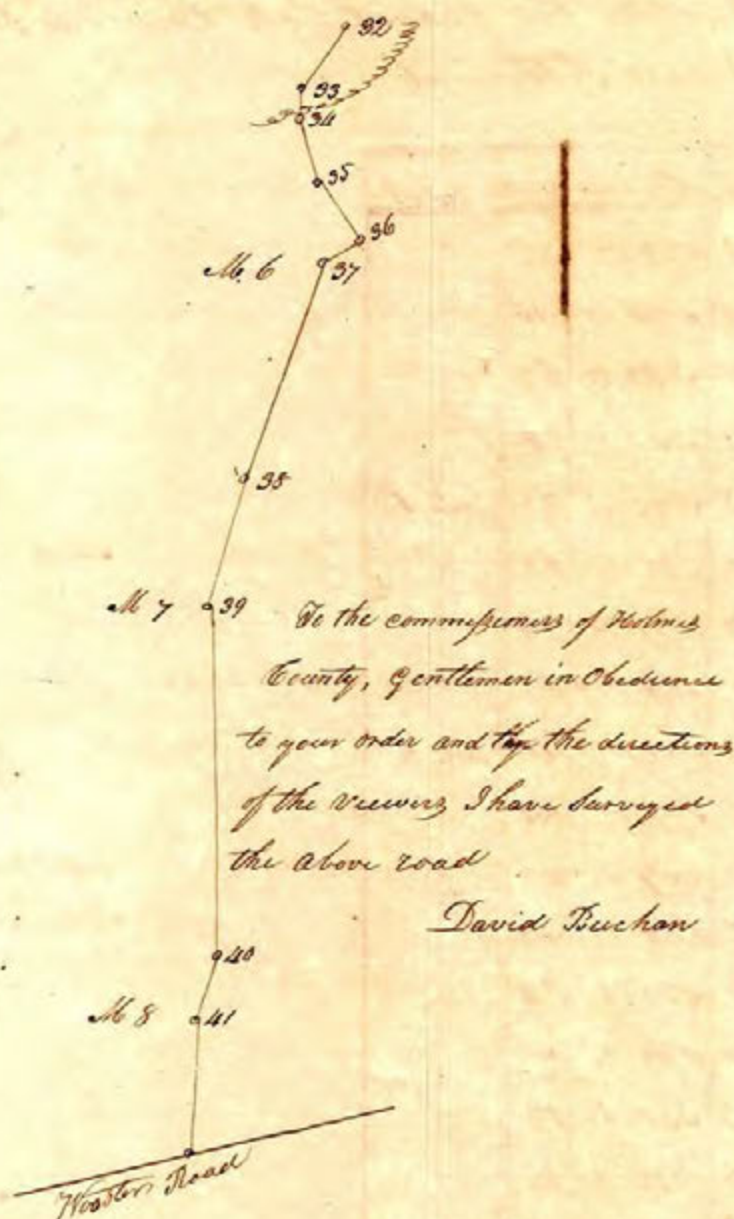 32
33
34
35
36
M. 6 37
38
M 7 39
To the commissioners of Holmes
County, Gentlemen in Obedience
to your order and the directions
of the viewers I have Surveyed
the above road
David Buchan
40
M 8 41
Wooster Road